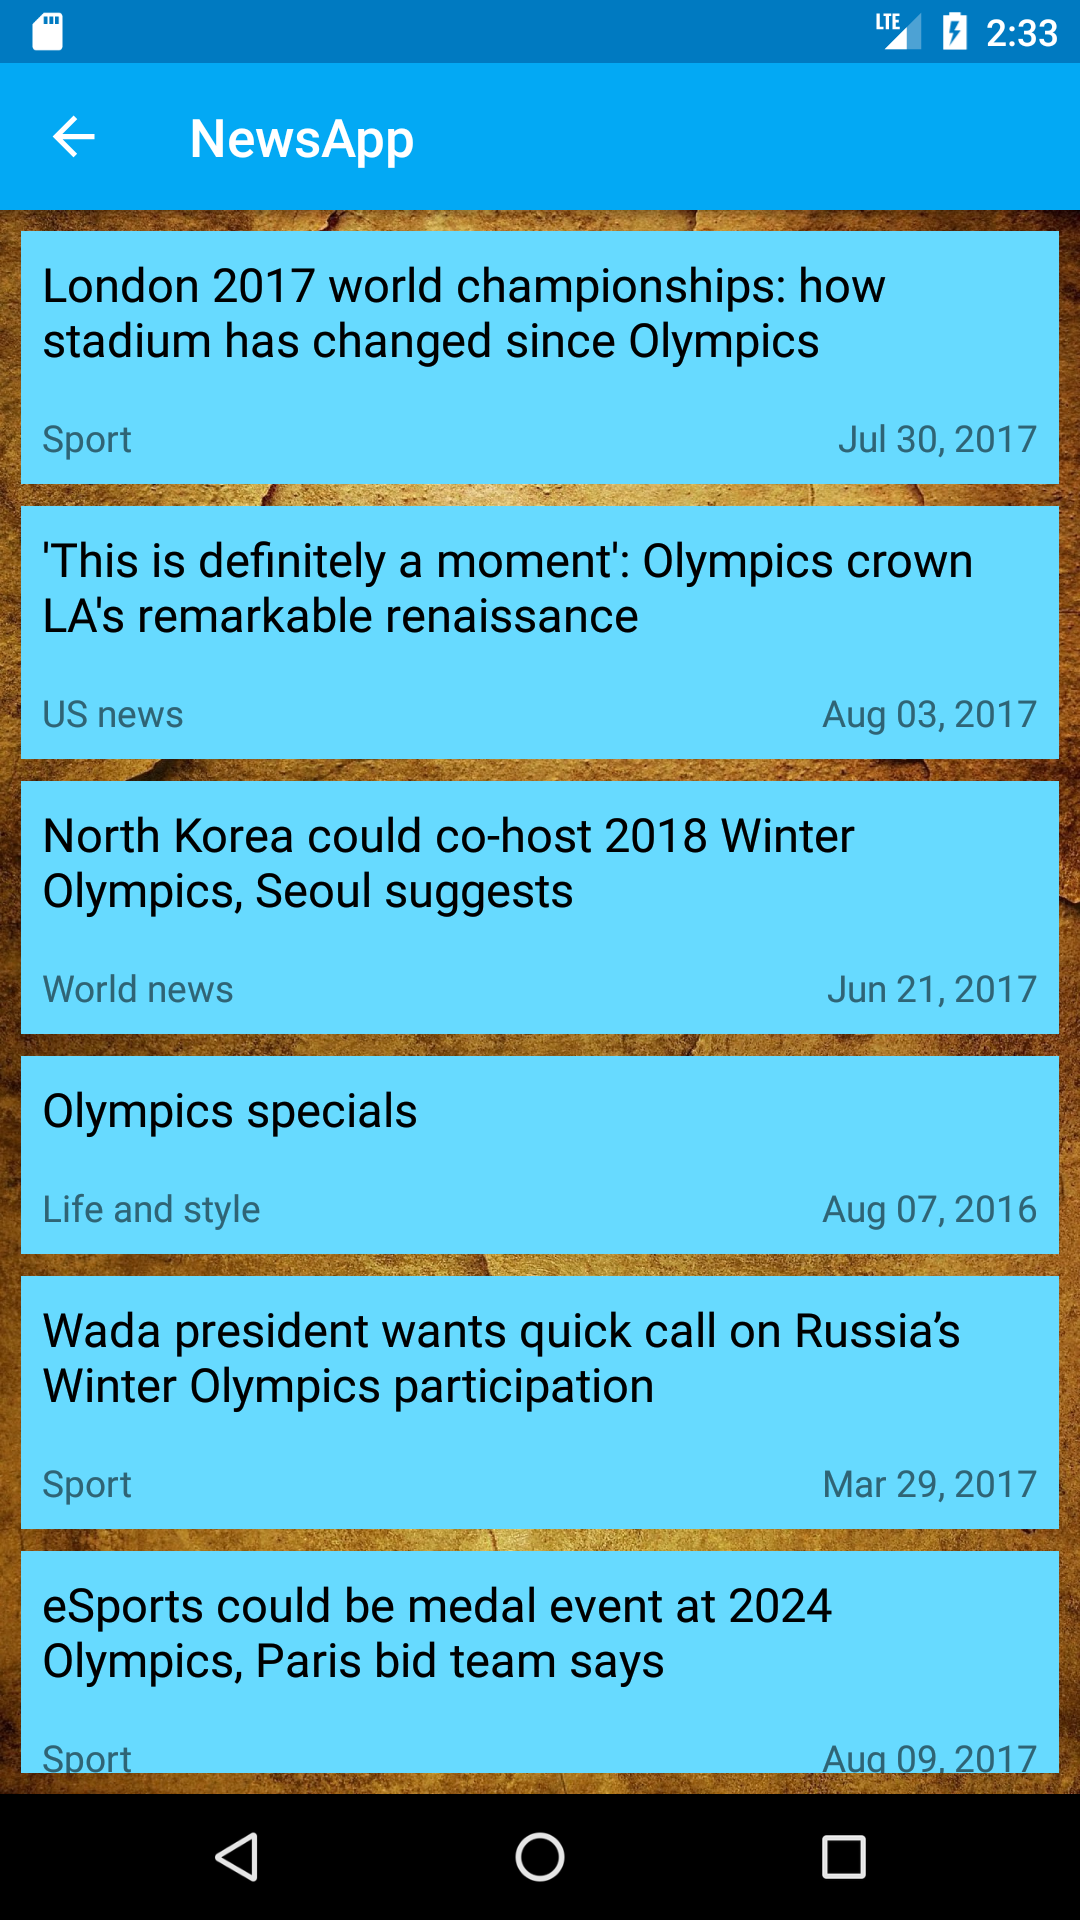 LTE 2:33
NewsApp
London 2017 world championships: how
stadium has changed since Olympics
Sport Jul 30, 2017
'This is definitely a moment': Olympics crown
LA's remarkable renaissance
US news Aug 03, 2017
North Korea could co-host 2018 Winter
Olympics, Seoul suggests
World news Jun 21, 2017
Olympics specials
Life and style Aug 07, 2016
Wada president wants quick call on Russia’s
Winter Olympics participation
Sport Mar 29, 2017
eSports could be medal event at 2024
Olympics, Paris bid team says
Sport Aug 09, 2017